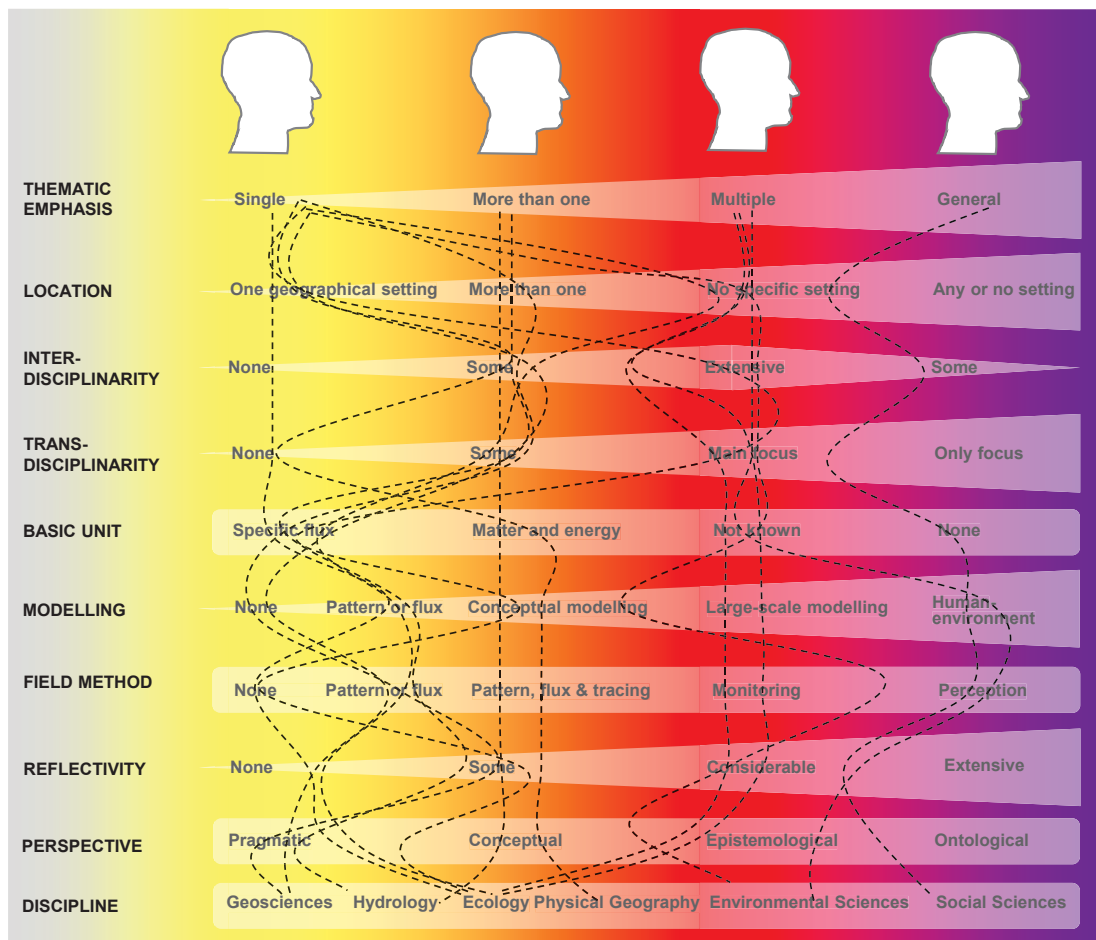 THEMATIC
EMPHASIS
Single More than one Multiple General
LOCATION
One geographical setting More than one No specific setting Any or no setting
INTER-
DISCIPLINARITY
None Some Extensive Some
TRANS-
DISCIPLINARITY
None Some Main focus Only focus
BASIC UNIT
Specific flux Matter and energy Not known None
MODELLING
None Pattern or flux Conceptual modelling Large-scale modelling Human
environment
FIELD METHOD
None Pattern or flux Pattern, flux & tracing Monitoring Perception
REFLECTIVITY
None Some Considerable Extensive
PERSPECTIVE
Pragmatic Conceptual Epistemological Ontological
DISCIPLINE
Geosciences Hydrology Ecology Physical Geography Environmental Sciences Social Sciences